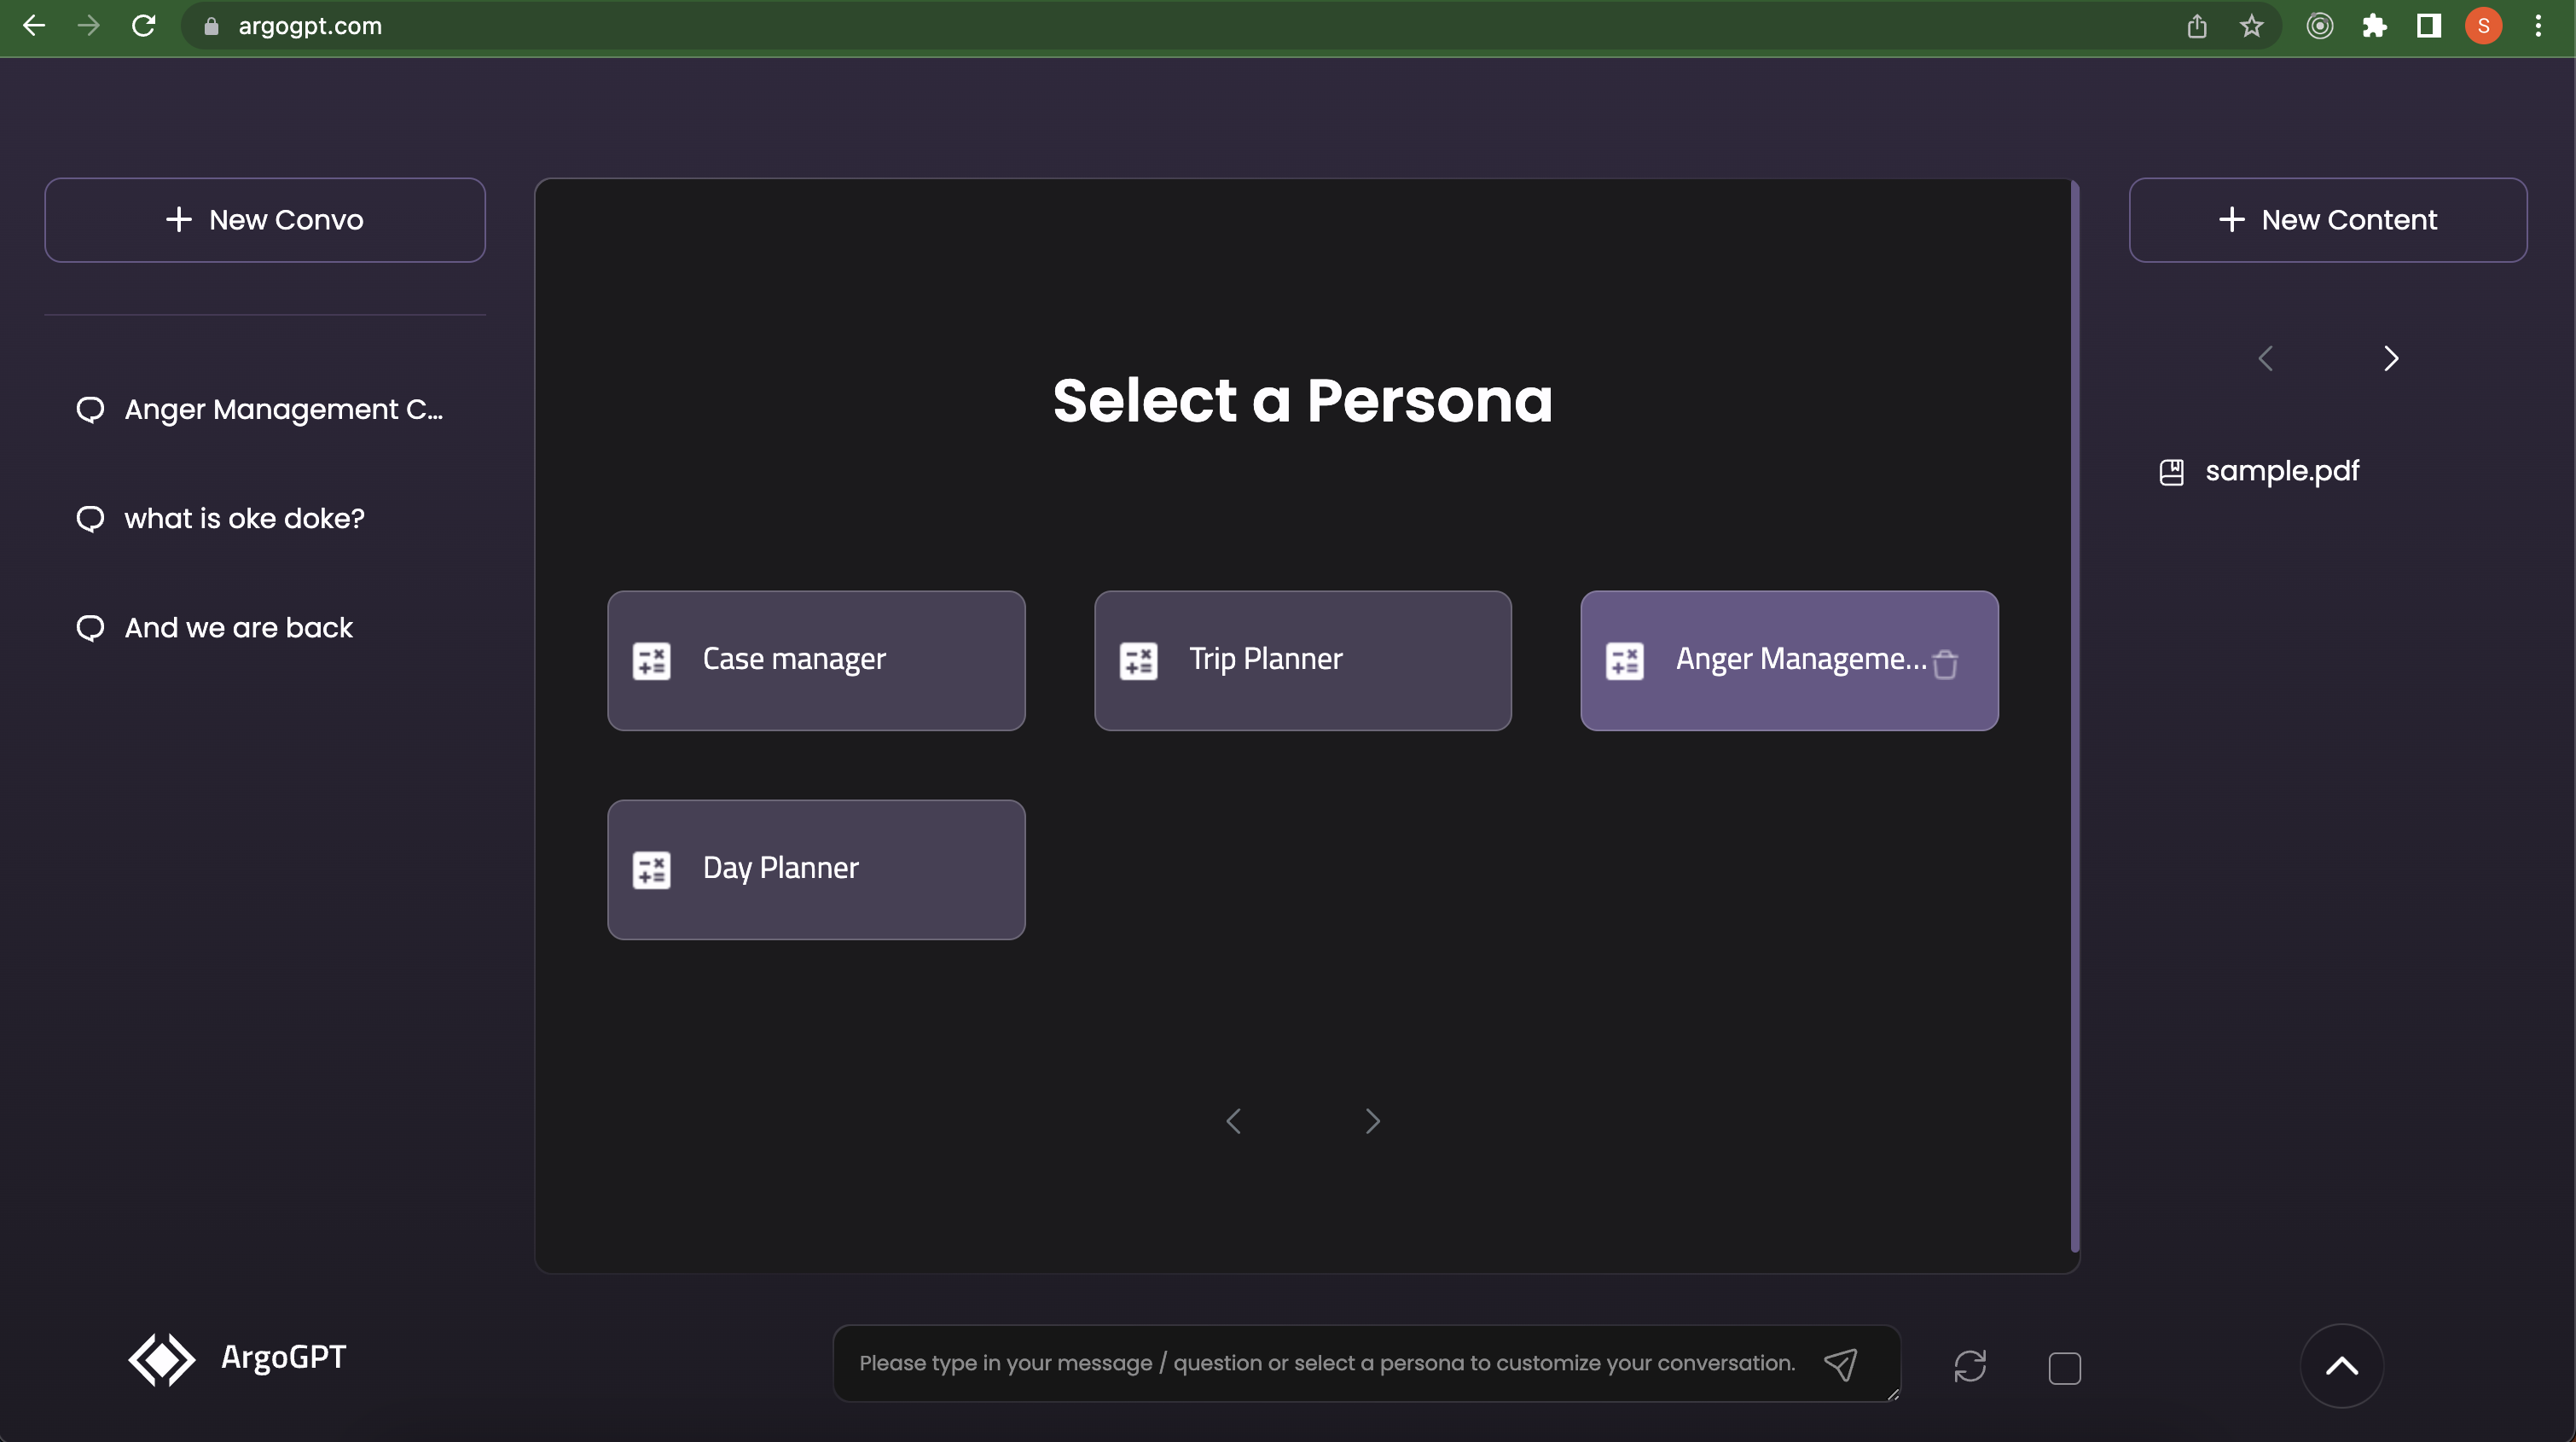 argogpt.com
S
New Convo
Anger Management C...
what is oke doke?
And we are back
Select a Persona
Case manager
Trip Planner
Anger Manageme...
Day Planner
New Content
sample.pdf
ArgoGPT
Please type in your message / question or select a persona to customize your conversation.